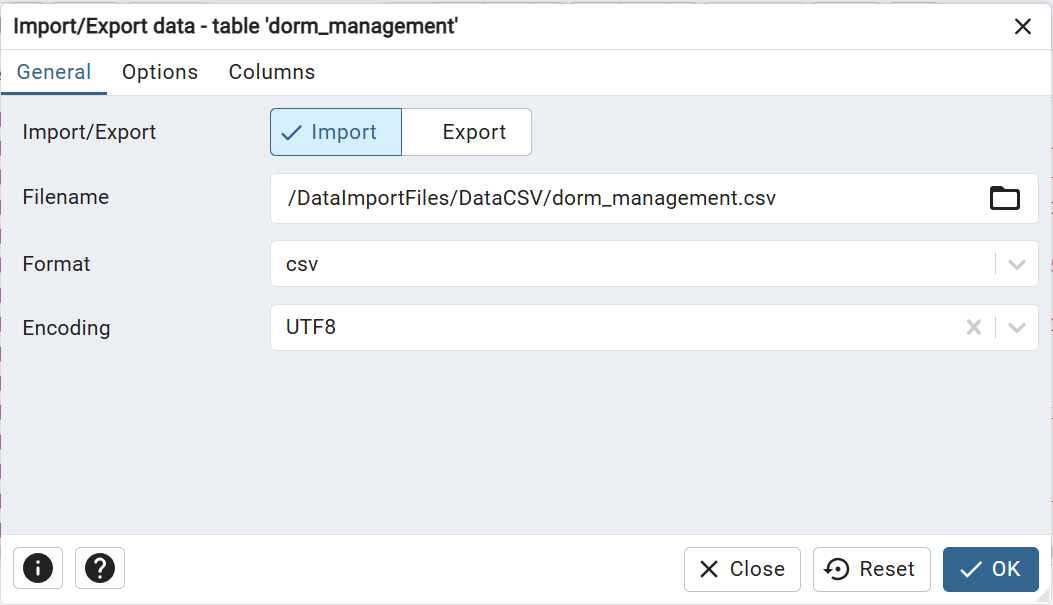 Import/Export data - table 'dorm_management'
General Options Columns
Import/Export Import Export
Filename /DataImportFiles/DataCSV/dorm_management.csv
Format csv
Encoding UTF8
Close Reset OK